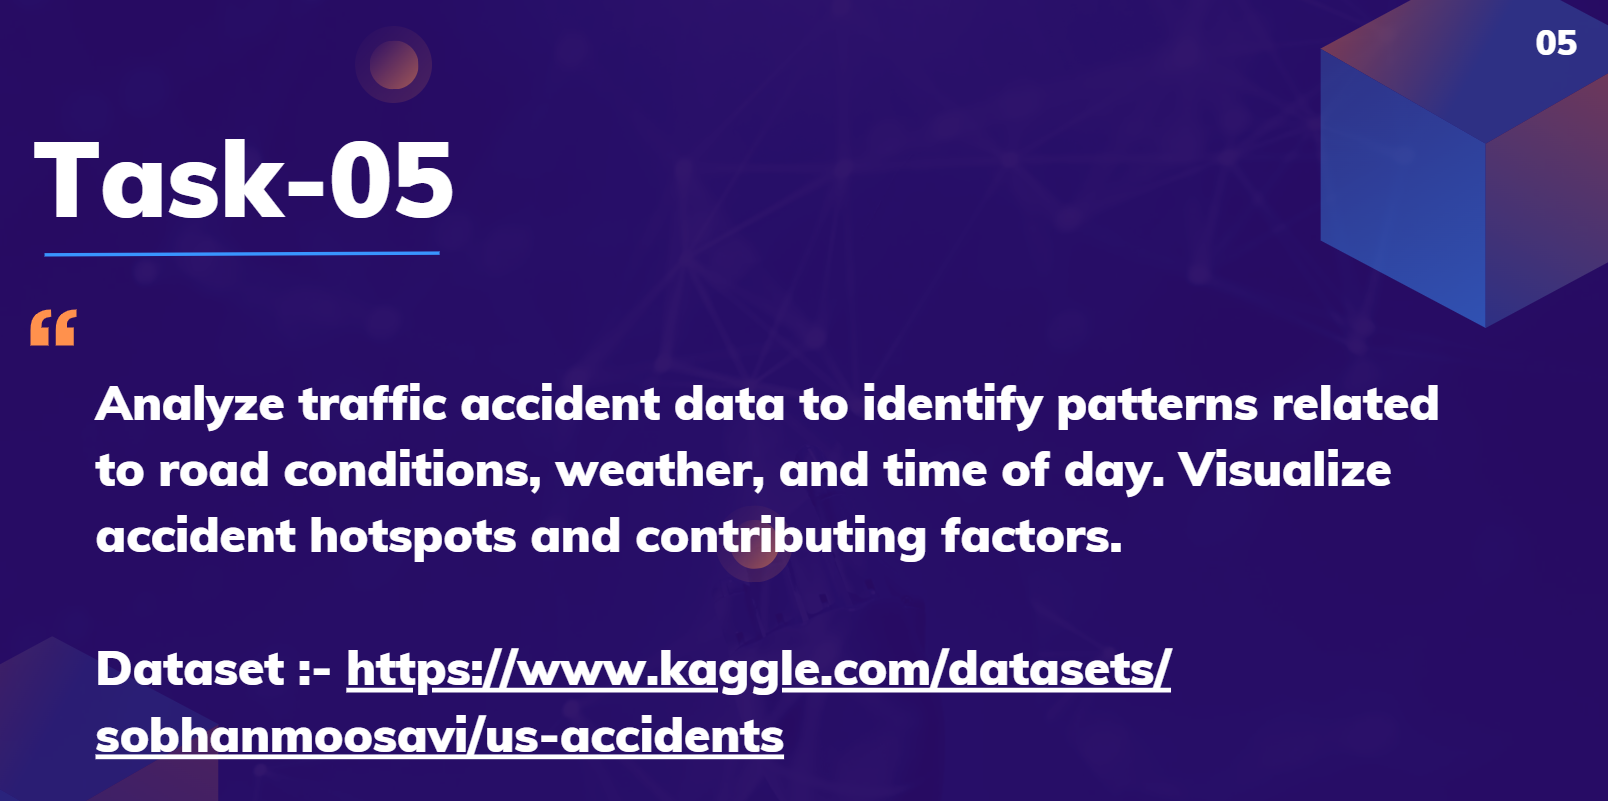 05
Task-05
“
Analyze traffic accident data to identify patterns related
to road conditions, weather, and time of day. Visualize
accident hotspots and contributing factors.
Dataset :- https://www.kaggle.com/datasets/
sobhanmoosavi/us-accidents